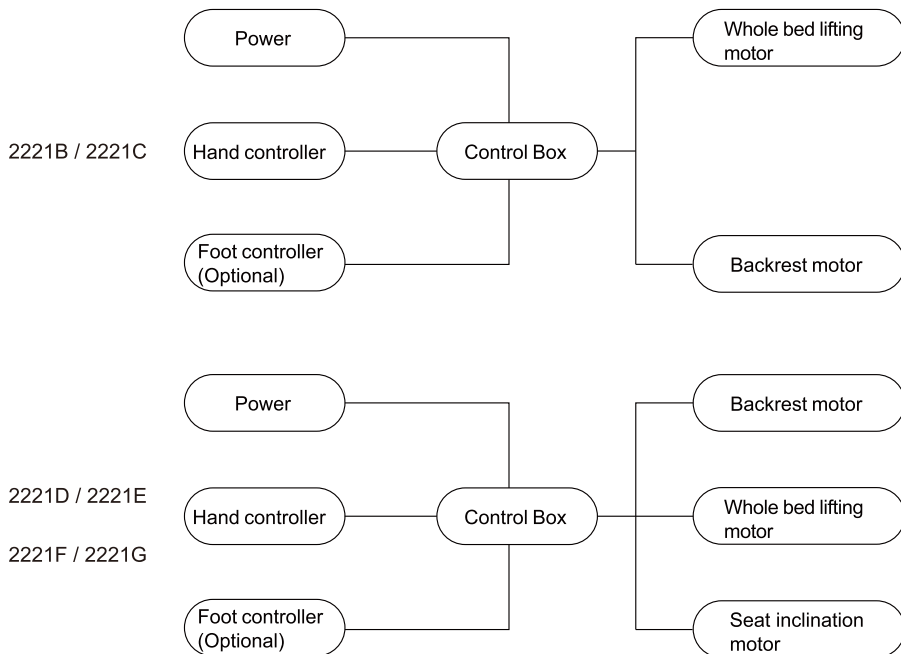 Power
Whole bed lifting
motor
2221B / 2221C
Hand controller
Control Box
Foot controller
(Optional)
Backrest motor
Power
Backrest motor
2221D / 2221E
2221F / 2221G
Hand controller
Control Box
Whole bed lifting
motor
Foot controller
(Optional)
Seat inclination
motor